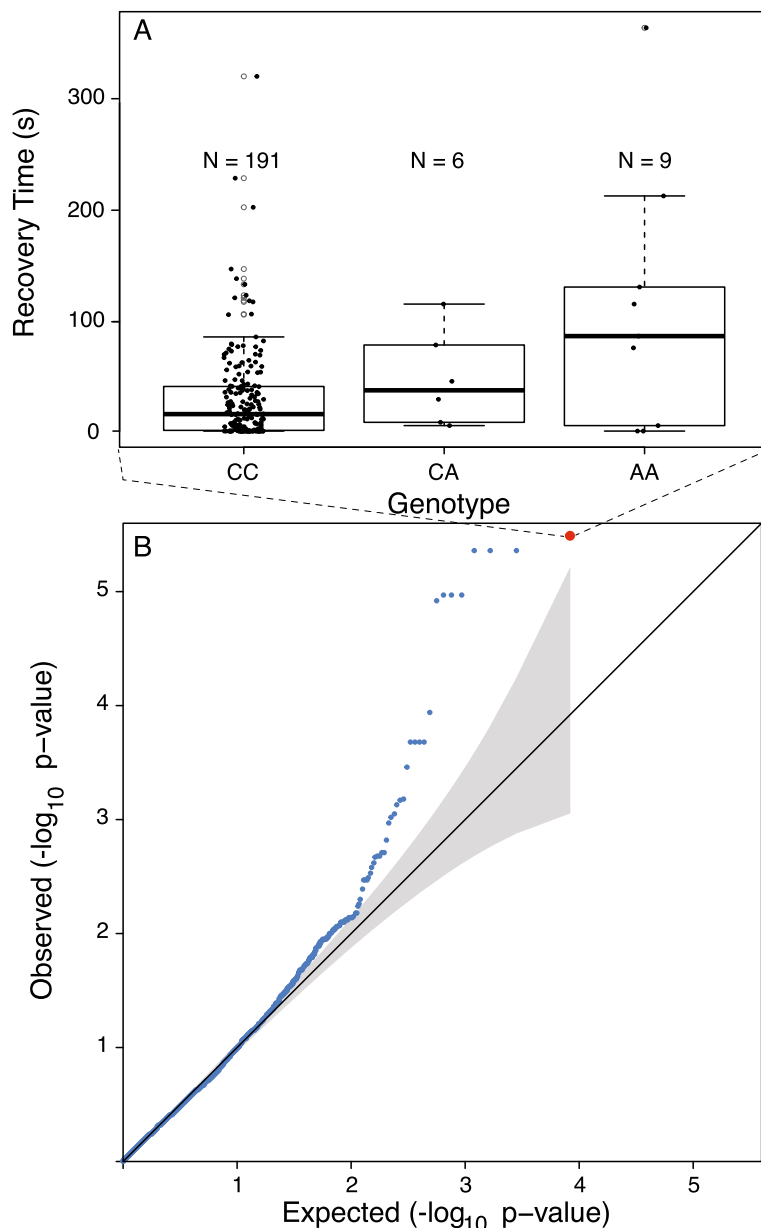 A
Recovery Time (s)
300
200
100
0
N = 191 N = 6 N = 9
CC CA AA
Genotype
B
Observed (-log10 p−value)
5
4
3
2
1
1 2 3 4 5
Expected (-log10 p−value)